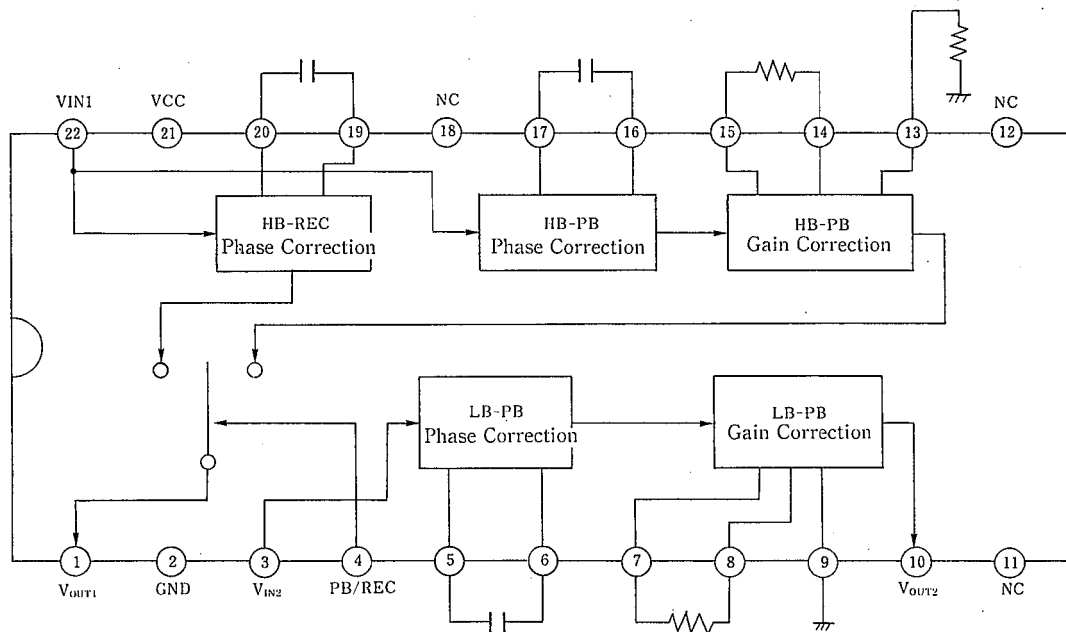 VIN1 VCC NC NC
22 21 20 19 18 17 16 15 14 13 12
HB-REC
Phase Correction
HB-PB
Phase Correction
HB-PB
Gain Correction
LB-PB
Phase Correction
LB-PB
Gain Correction
1 2 3 4 5 6 7 8 9 10 11
VOUT1 GND VIN2 PB/REC VOUT2 NC